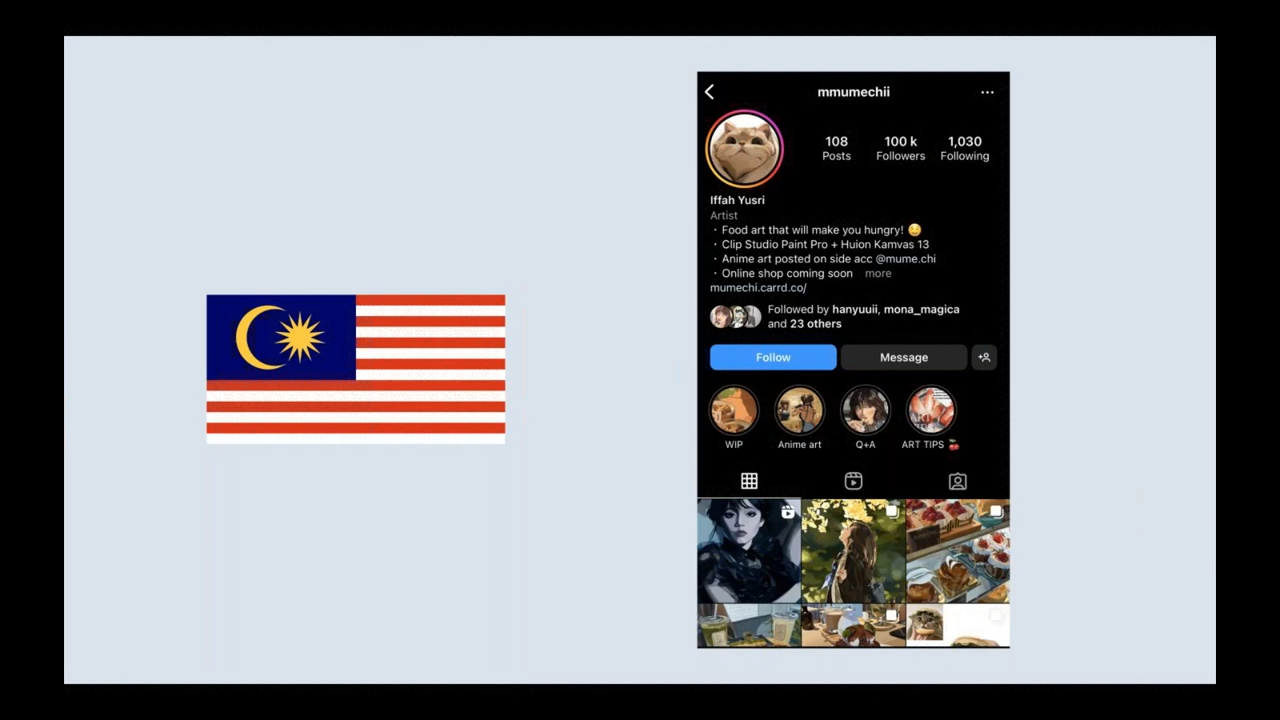 mmumechii
108 100 k 1,030
Posts Followers Following
Iffah Yusri
Artist
· Food art that will make you hungry! 🤤
· Clip Studio Paint Pro + Huion Kamvas 13
· Anime art posted on side acc @mume.chi
· Online shop coming soon more
mumechi.carrd.co/
Followed by hanyuuii, mona_magica
and 23 others
Follow Message
WIP Anime art Q+A ART TIPS 🍒